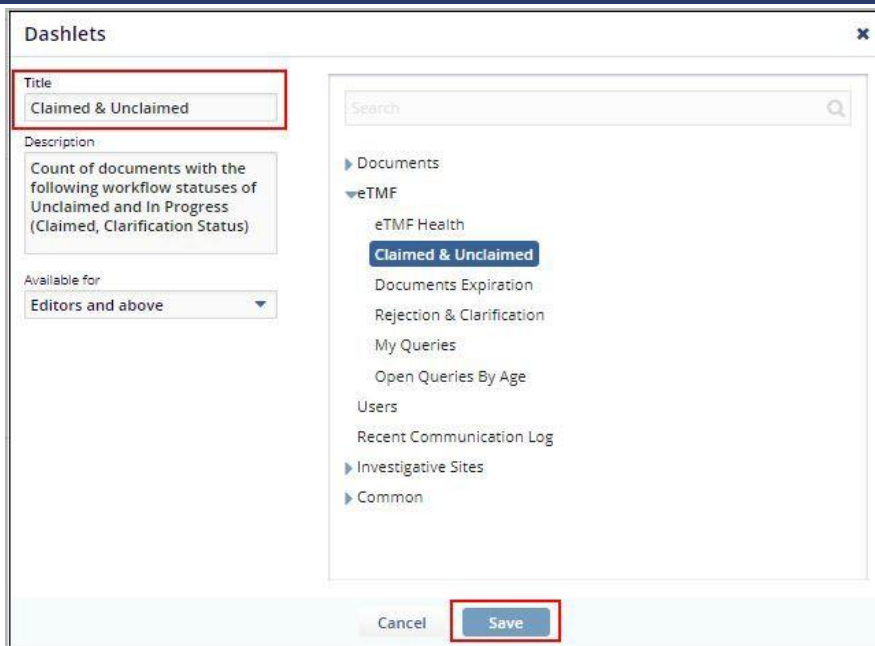 Dashlets
Title
Claimed & Unclaimed
Description
Count of documents with the
following workflow statuses of
Unclaimed and In Progress
(Claimed, Clarification Status)
Available for
Editors and above
Search
Documents
eTMF
eTMF Health
Claimed & Unclaimed
Documents Expiration
Rejection & Clarification
My Queries
Open Queries By Age
Users
Recent Communication Log
Investigative Sites
Common
Cancel
Save